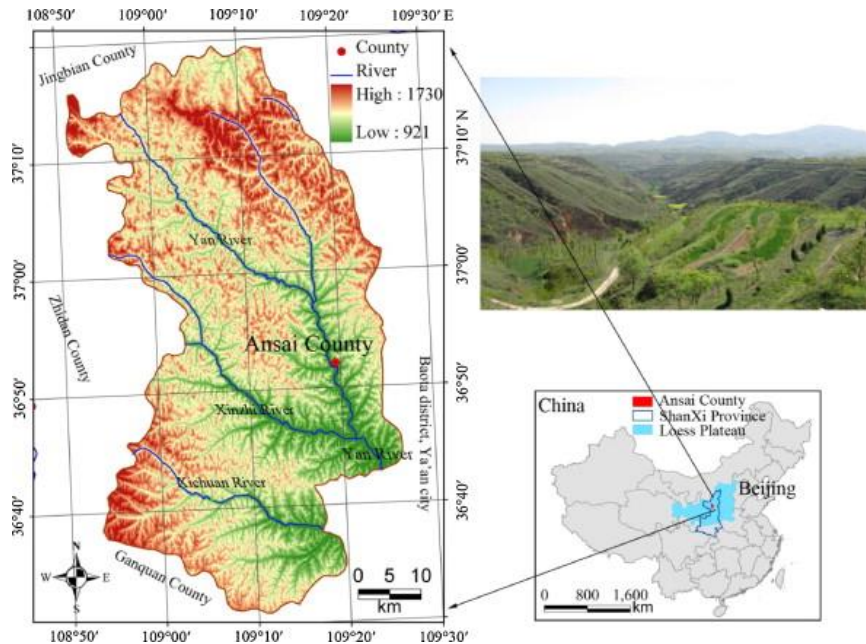 108°50′ 109°00′ 109°10′ 109°20′ 109°30′ E
Jingbian County
County
River
High : 1730
Low : 921
37°10′
37°00′
36°50′
36°40′
37°10′ N
37°00′
36°50′
36°40′
Yan River
Zhidan County
Ansai County
Baota district, Ya'an city
Xinzhi River
Yan River
Xichuan River
Ganquan County
N
W E
S
0 5 10
km
108°50′ 109°00′ 109°10′ 109°20′ 109°30′
China
Ansai County
ShanXi Province
Loess Plateau
Beijing
0 800 1,600
km